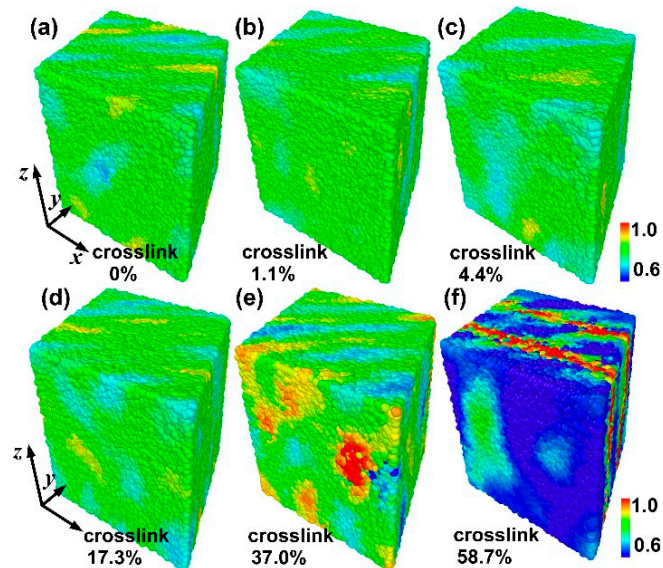 (a)
(b)
(c)
z
y
x
crosslink
0%
crosslink
1.1%
crosslink
4.4%
1.0
0.6
(d)
(e)
(f)
z
y
crosslink
17.3%
crosslink
37.0%
crosslink
58.7%
1.0
0.6